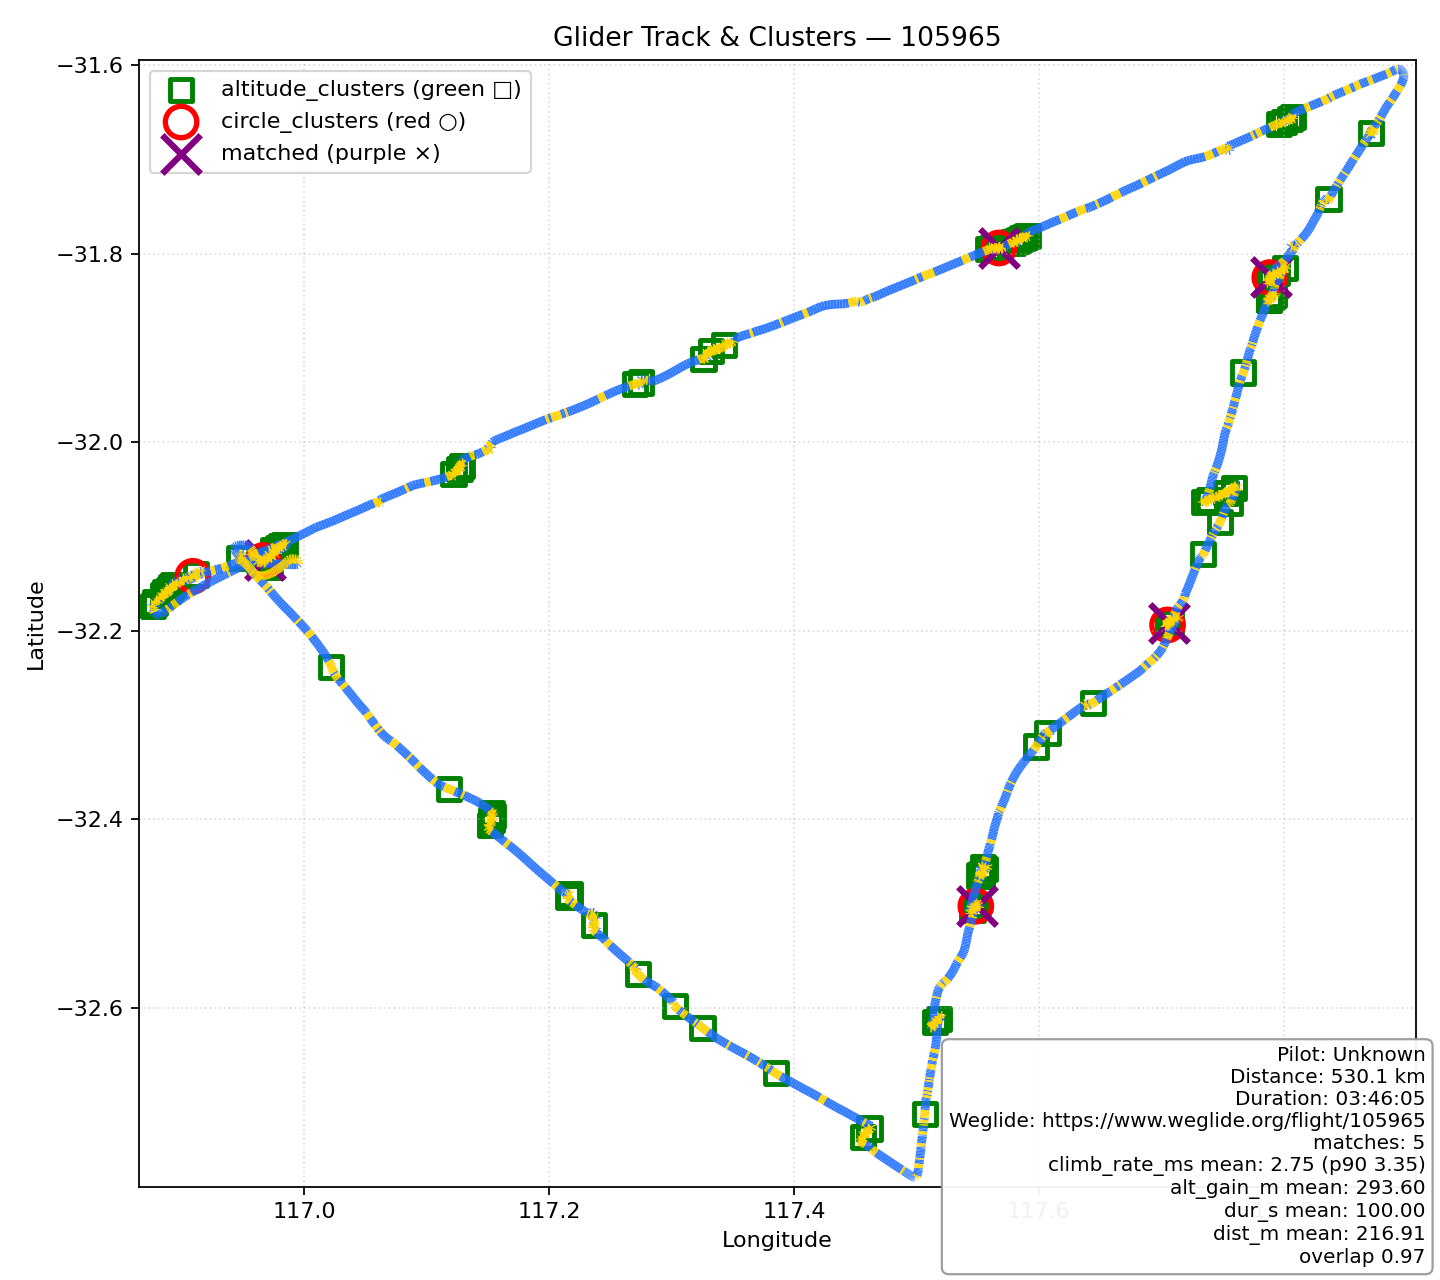 Glider Track & Clusters — 105965
altitude_clusters (green □)
circle_clusters (red ○)
matched (purple ×)
−31.6
−31.8
−32.0
−32.2
−32.4
−32.6
Latitude
117.0
117.2
117.4
117.6
Longitude
Pilot: Unknown
Distance: 530.1 km
Duration: 03:46:05
Weglide: https://www.weglide.org/flight/105965
matches: 5
climb_rate_ms mean: 2.75 (p90 3.35)
alt_gain_m mean: 293.60
dur_s mean: 100.00
dist_m mean: 216.91
overlap 0.97